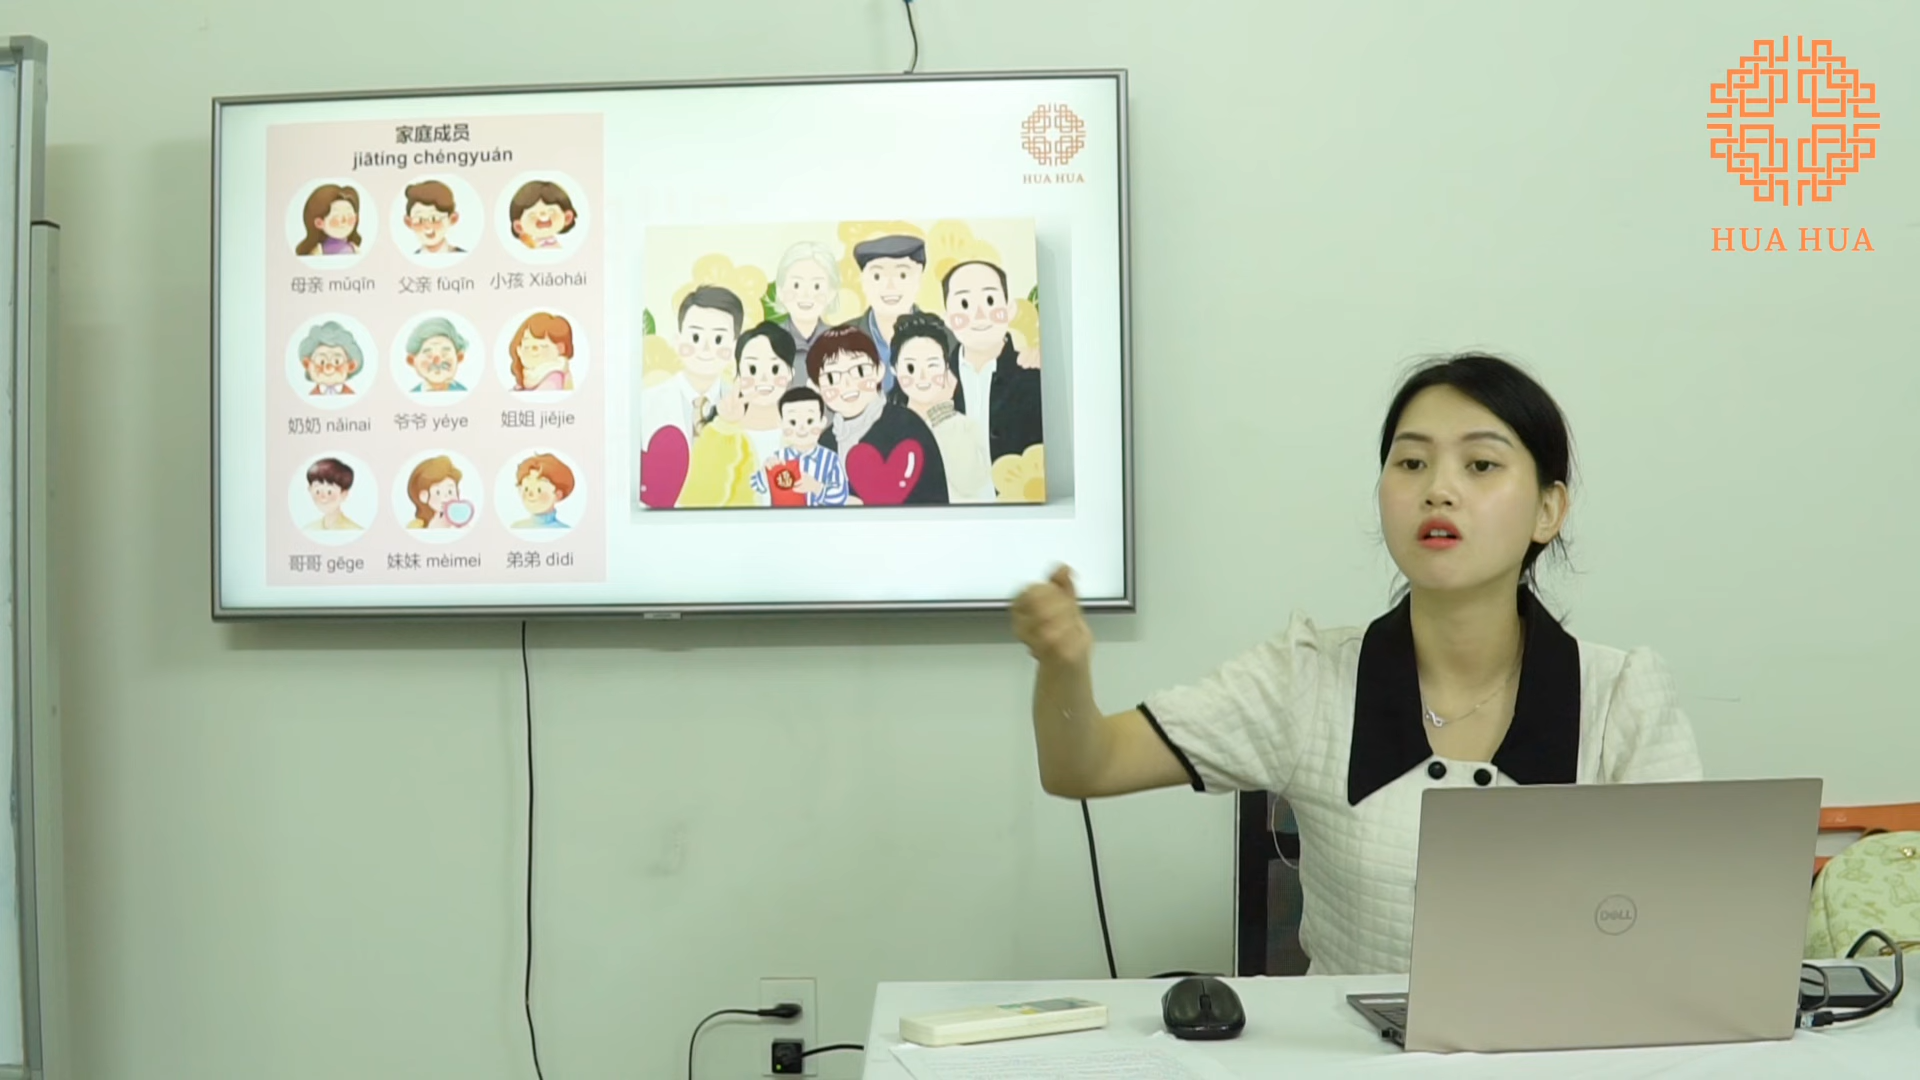 家庭成员
jiātíng chéngyuán
母亲 mǔqīn
父亲 fùqīn
小孩 Xiǎohái
奶奶 nǎinai
爷爷 yéye
姐姐 jiějie
哥哥 gēge
妹妹 mèimei
弟弟 dìdi
HUA HUA
福
HUA HUA
DELL